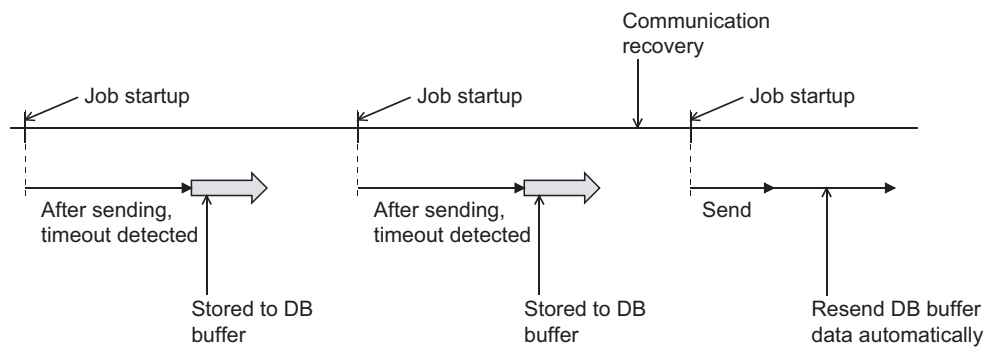 Communication
recovery
Job startup
Job startup
Job startup
After sending,
timeout detected
After sending,
timeout detected
Send
Stored to DB
buffer
Stored to DB
buffer
Resend DB buffer
data automatically